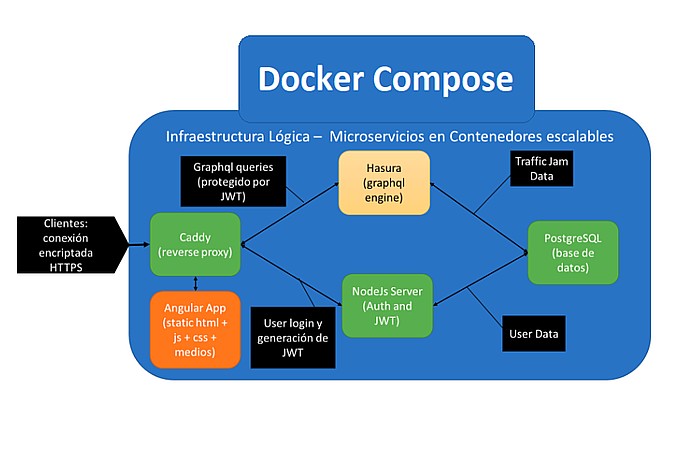 Docker Compose
Infraestructura Lógica – Microservicios en Contenedores escalables
Graphql queries
(protegido por
JWT)
Hasura
(graphql
engine)
Traffic Jam
Data
Clientes:
conexión
encriptada
HTTPS
Caddy
(reverse proxy)
PostgreSQL
(base de
datos)
Angular App
(static html +
js + css +
medios)
User login y
generación de
JWT
NodeJs Server
(Auth and
JWT)
User Data